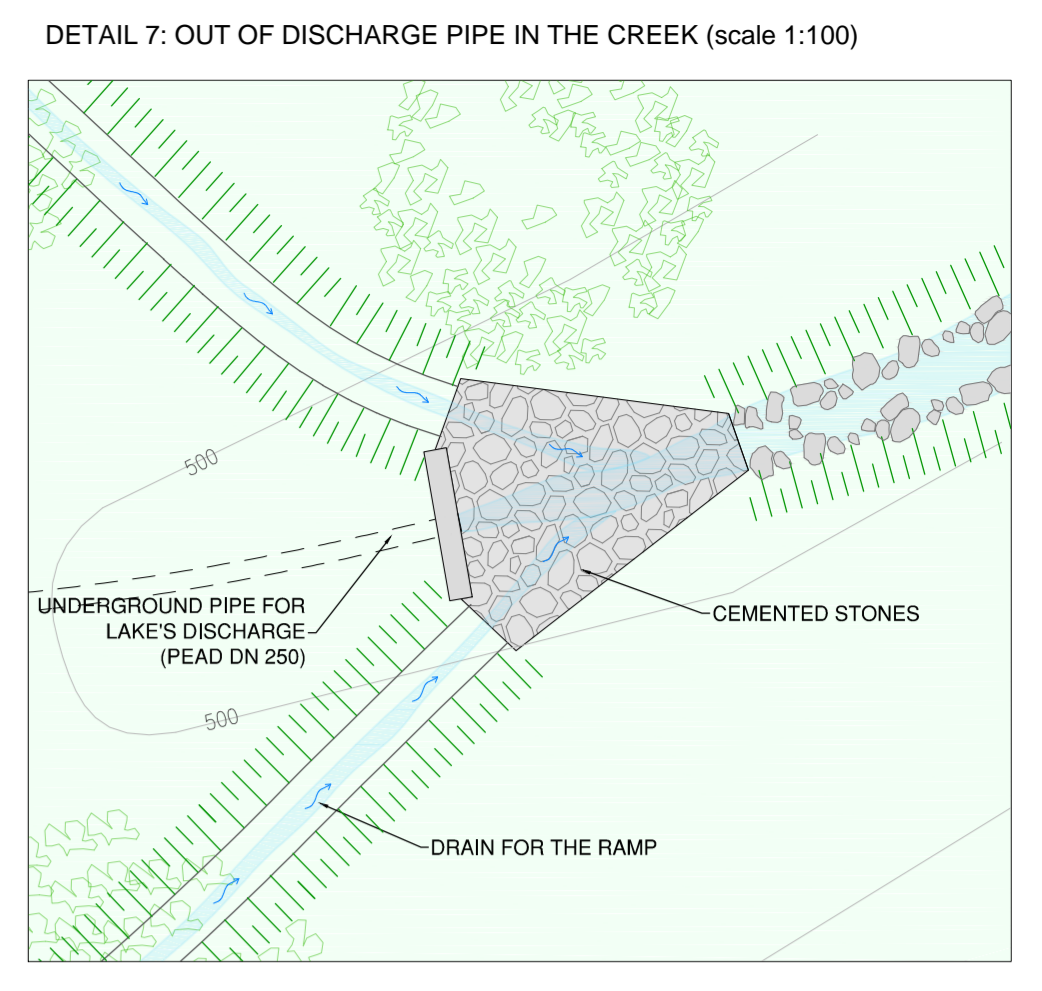 DETAIL 7: OUT OF DISCHARGE PIPE IN THE CREEK (scale 1:100)
500
UNDERGROUND PIPE FOR
LAKE'S DISCHARGE
(PEAD DN 250)
CEMENTED STONES
500
DRAIN FOR THE RAMP